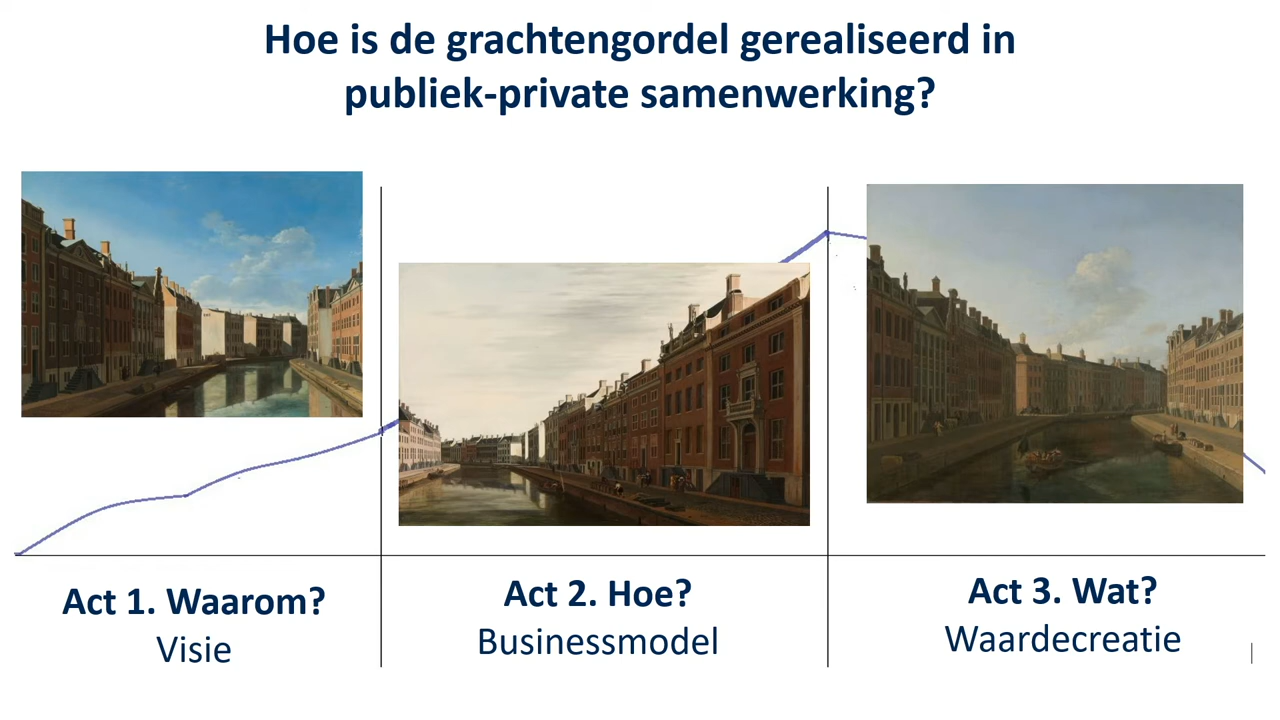 Hoe is de grachtengordel gerealiseerd in
publiek-private samenwerking?
Act 1. Waarom?
Visie
Act 2. Hoe?
Businessmodel
Act 3. Wat?
Waardecreatie